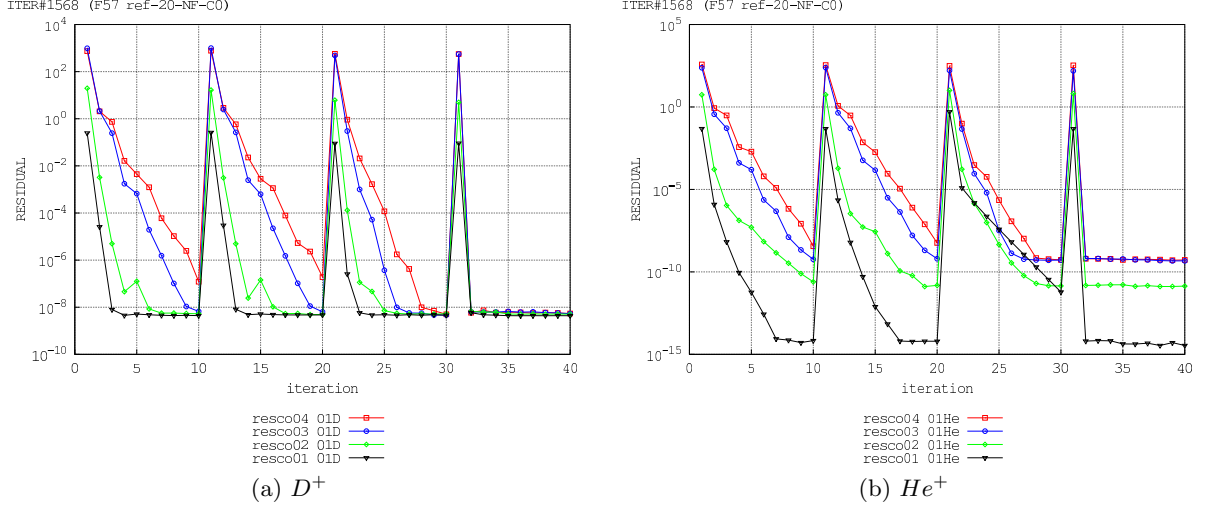 ITER#1568 (F57 ref-20-NF-C0)
10^4
10^2
10^0
10^-2
10^-4
10^-6
10^-8
10^-10
RESIDUAL
0 5 10 15 20 25 30 35 40
iteration
resco04 01D
resco03 01D
resco02 01D
resco01 01D
(a) D^+
ITER#1568 (F57 ref-20-NF-C0)
10^5
10^0
10^-5
10^-10
10^-15
RESIDUAL
0 5 10 15 20 25 30 35 40
iteration
resco04 01He
resco03 01He
resco02 01He
resco01 01He
(b) He^+